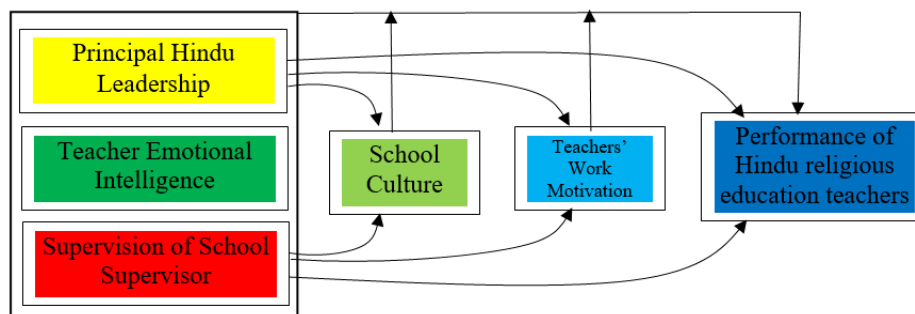 Principal Hindu
Leadership
Teacher Emotional
Intelligence
Supervision of School
Supervisor
School
Culture
Teachers'
Work
Motivation
Performance of
Hindu religious
education teachers